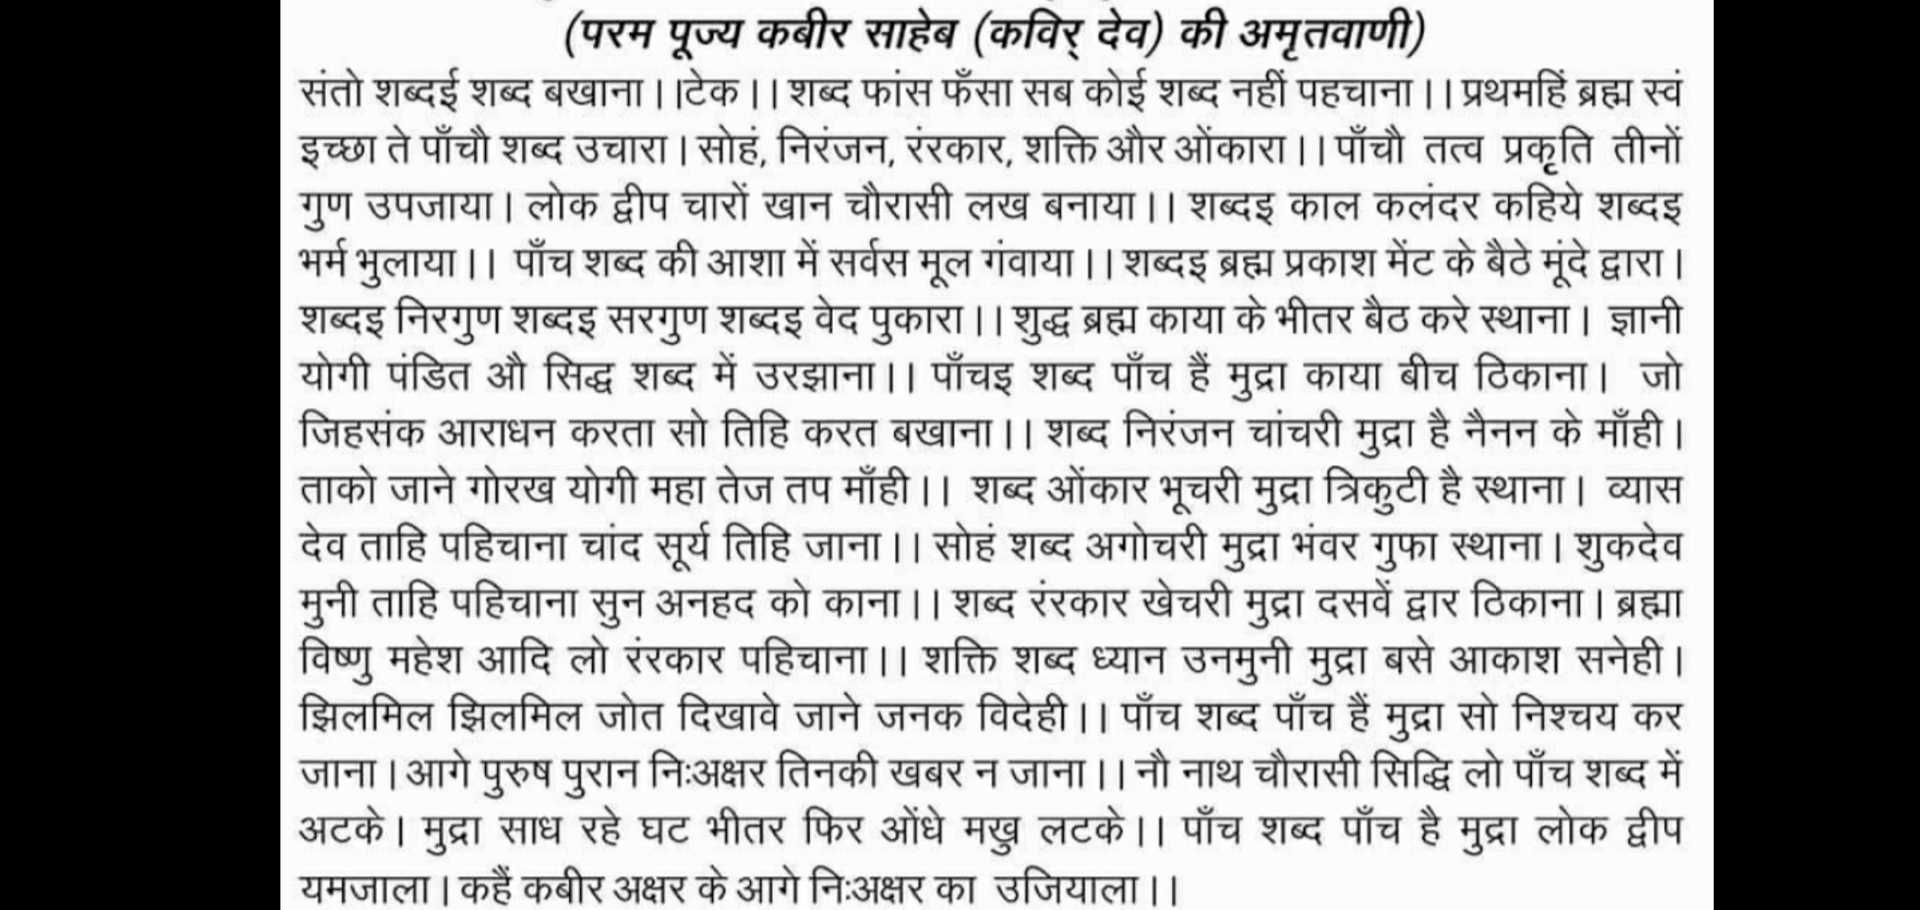 (परम पूज्य कबीर साहेब (कविर् देव) की अमृतवाणी)
संतो शब्दई शब्द बखाना।।टेक।। शब्द फांस फँसा सब कोई शब्द नहीं पहचाना।। प्रथमहिं ब्रह्म स्वं
इच्छा ते पाँचौ शब्द उचारा। सोहं, निरंजन, रंरकार, शक्ति और ओंकारा।। पाँचौ तत्व प्रकृति तीनों
गुण उपजाया। लोक द्वीप चारों खान चौरासी लख बनाया।। शब्दइ काल कलंदर कहिये शब्दइ
भर्म भुलाया।। पाँच शब्द की आशा में सर्वस मूल गंवाया।। शब्दइ ब्रह्म प्रकाश मेंट के बैठे मूंदे द्वारा।
शब्दइ निरगुण शब्दइ सरगुण शब्दइ वेद पुकारा।। शुद्ध ब्रह्म काया के भीतर बैठ करे स्थाना। ज्ञानी
योगी पंडित औ सिद्ध शब्द में उरझाना।। पाँचइ शब्द पाँच हैं मुद्रा काया बीच ठिकाना। जो
जिहसंक आराधन करता सो तिहि करत बखाना।। शब्द निरंजन चांचरी मुद्रा है नैनन के माँही।
ताको जाने गोरख योगी महा तेज तप माँही।। शब्द ओंकार भूचरी मुद्रा त्रिकुटी है स्थाना। व्यास
देव ताहि पहिचाना चांद सूर्य तिहि जाना।। सोहं शब्द अगोचरी मुद्रा भंवर गुफा स्थाना। शुकदेव
मुनी ताहि पहिचाना सुन अनहद को काना।। शब्द रंरकार खेचरी मुद्रा दसवें द्वार ठिकाना। ब्रह्मा
विष्णु महेश आदि लो रंरकार पहिचाना।। शक्ति शब्द ध्यान उनमुनी मुद्रा बसे आकाश सनेही।
झिलमिल झिलमिल जोत दिखावे जाने जनक विदेही।। पाँच शब्द पाँच हैं मुद्रा सो निश्चय कर
जाना। आगे पुरुष पुरान निःअक्षर तिनकी खबर न जाना।। नौ नाथ चौरासी सिद्धि लो पाँच शब्द में
अटके। मुद्रा साध रहे घट भीतर फिर ओंधे मखु लटके।। पाँच शब्द पाँच है मुद्रा लोक द्वीप
यमजाला। कहैं कबीर अक्षर के आगे निःअक्षर का उजियाला।।